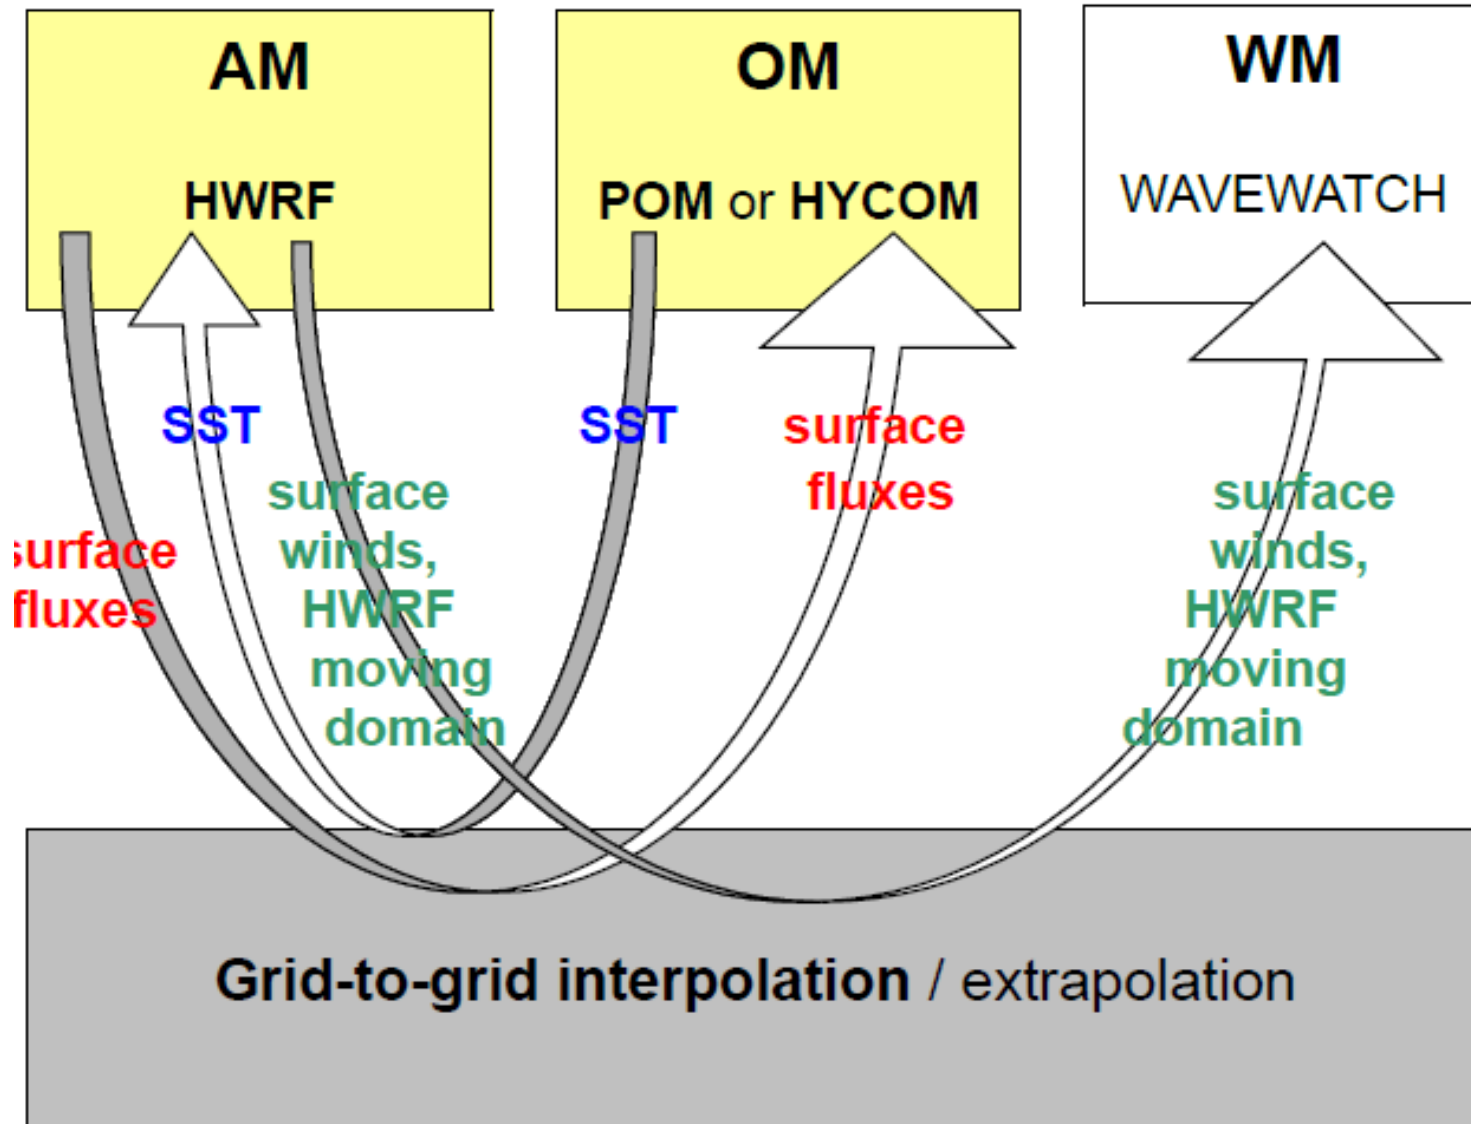 AM
HWRF
OM
POM or HYCOM
WM
WAVEWATCH
SST
surface
fluxes
surface
winds,
HWRF
moving
domain
SST
surface
fluxes
surface
winds,
HWRF
moving
domain
Grid-to-grid interpolation / extrapolation